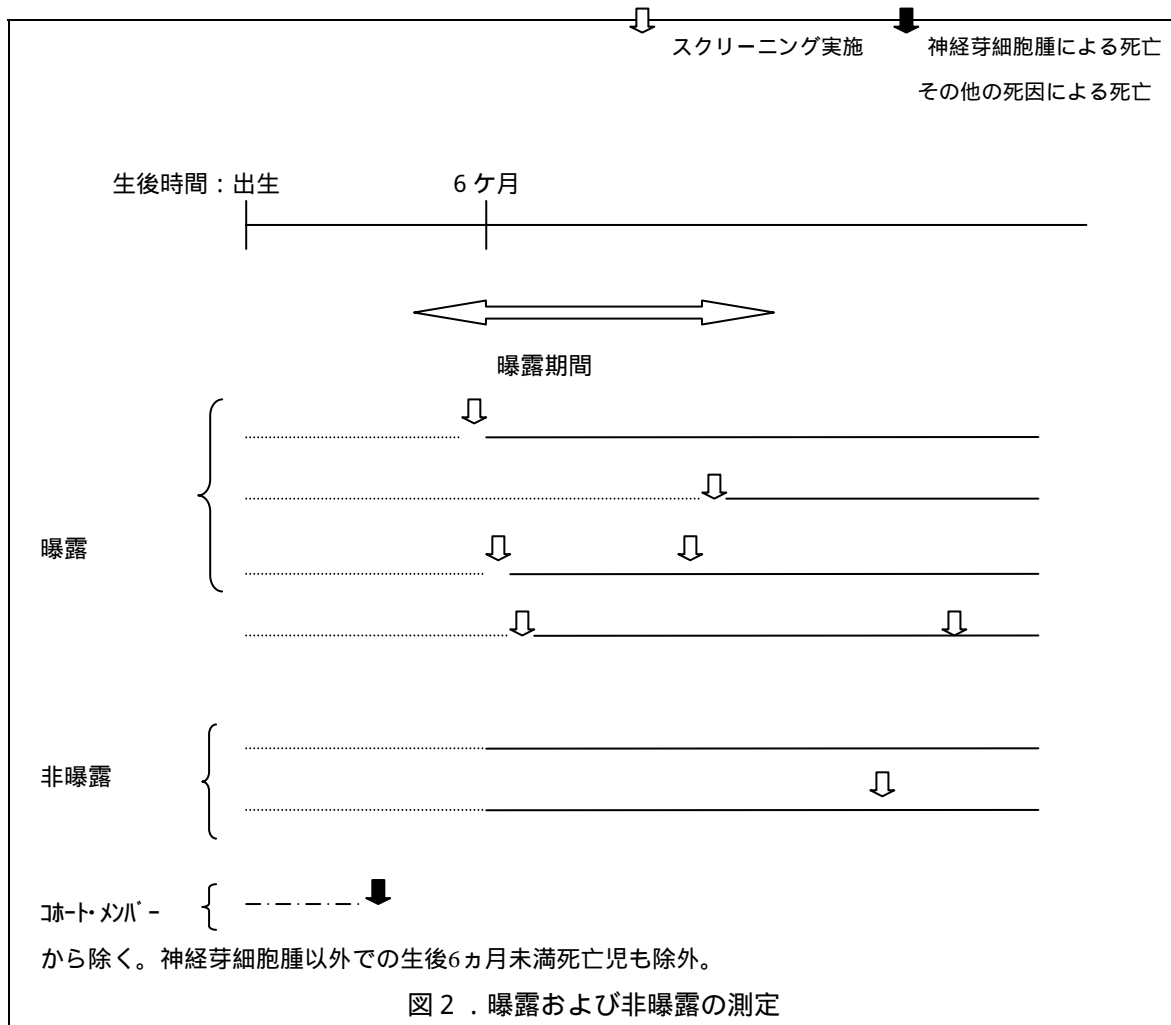 スクリーニング実施 神経芽細胞腫による死亡
その他の死因による死亡
生後時間：出生 6ケ月
曝露期間
曝露
非曝露
ｺﾎｰﾄ･ﾒﾝﾊﾞｰ
から除く。神経芽細胞腫以外での生後6ヵ月未満死亡児も除外。
図２．曝露および非曝露の測定